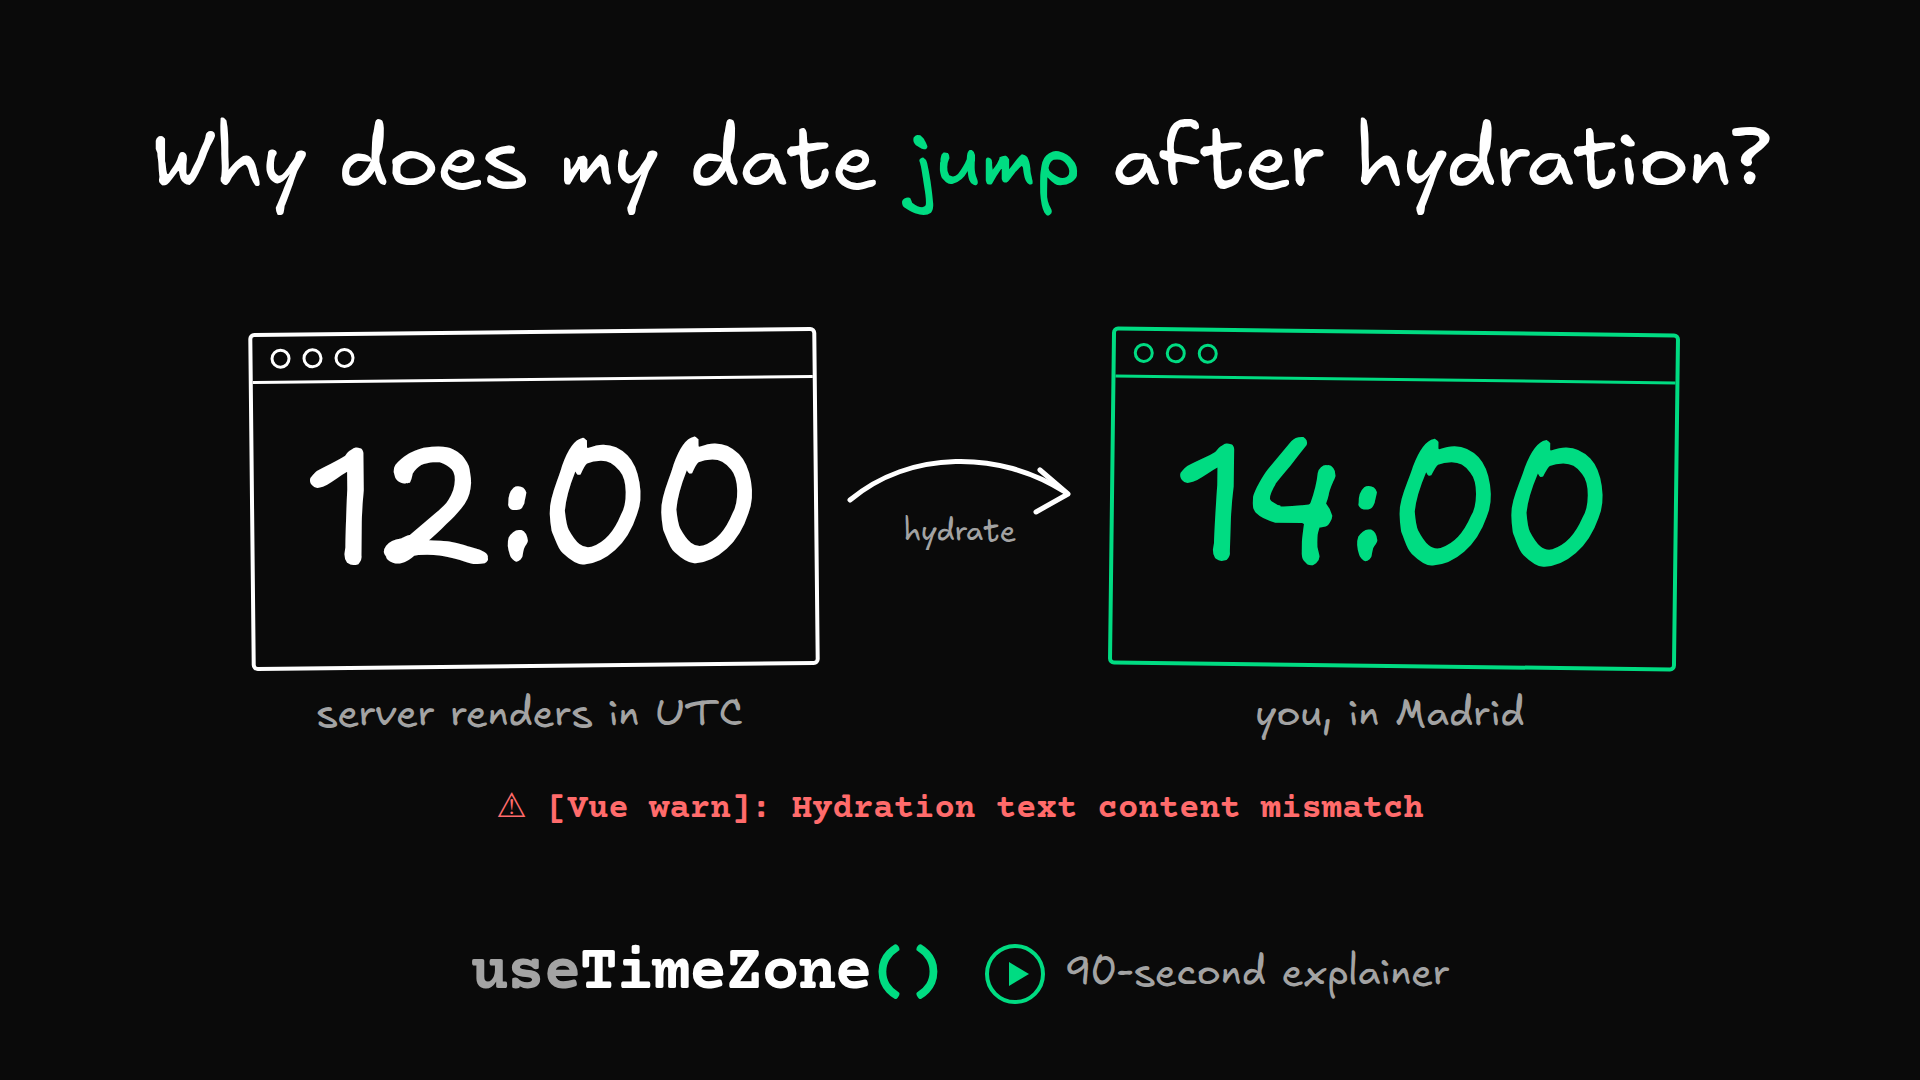 Why does my date jump after hydration?
12:00
hydrate
14:00
server renders in UTC
you, in Madrid
⚠ [Vue warn]: Hydration text content mismatch
useTimeZone()
90-second explainer